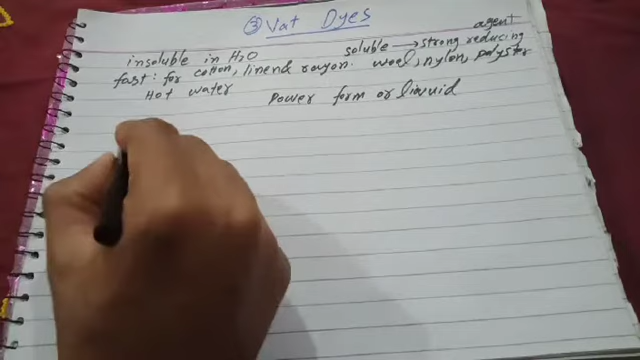 ③ Vat Dyes
insoluble in H2O soluble → strong reducing agent
fast: for cotton, linen & rayon. wool, nylon, polystor
Hot water Power form or liquid